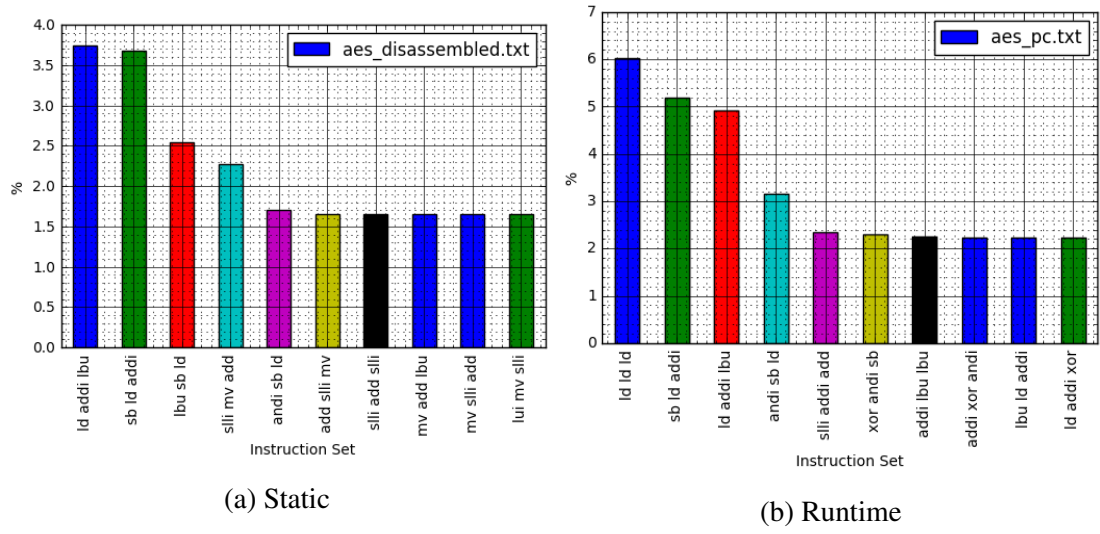 4.0
3.5
3.0
2.5
2.0
1.5
1.0
0.5
0.0
%
aes_disassembled.txt
ld addi lbu
sb ld addi
lbu sb ld
slli mv add
andi sb ld
add slli mv
slli add slli
mv add lbu
mv slli add
lui mv slli
Instruction Set
(a) Static
7
6
5
4
3
2
1
0
%
aes_pc.txt
ld ld ld
sb ld addi
ld addi lbu
andi sb ld
slli addi add
xor andi sb
addi lbu lbu
addi xor andi
lbu ld addi
ld addi xor
Instruction Set
(b) Runtime